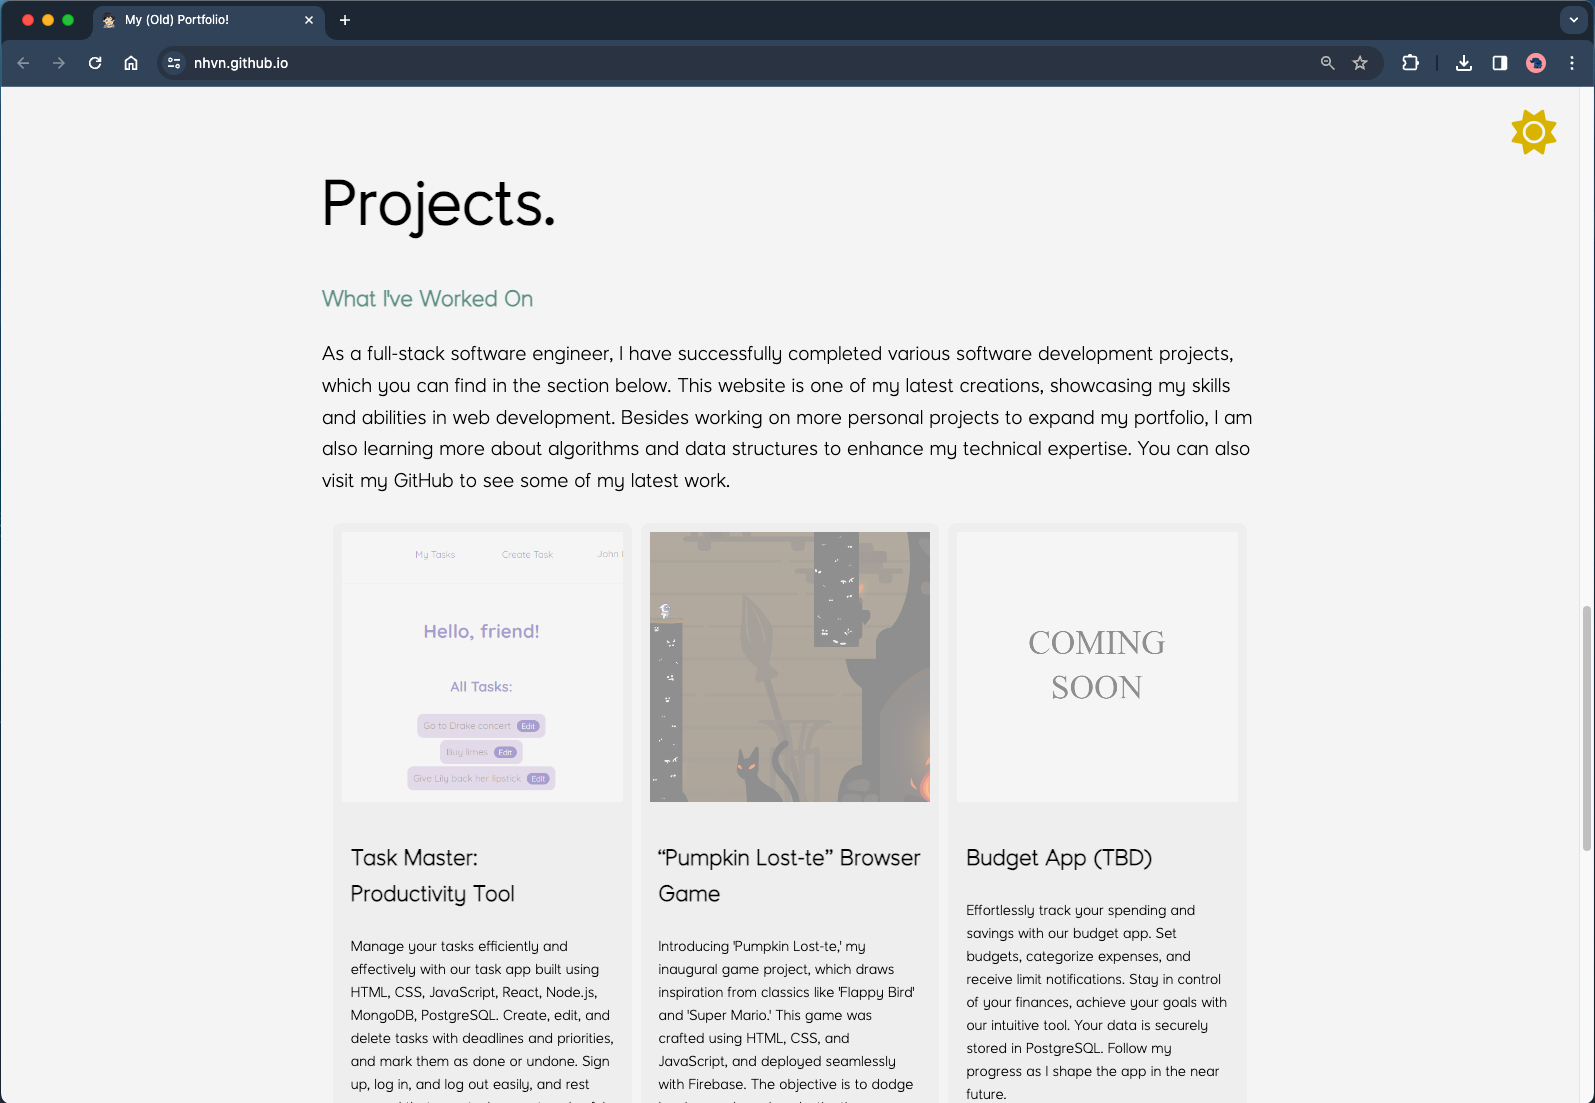 My (Old) Portfolio!
nhvn.github.io
Projects.
What I've Worked On
As a full-stack software engineer, I have successfully completed various software development projects,
which you can find in the section below. This website is one of my latest creations, showcasing my skills
and abilities in web development. Besides working on more personal projects to expand my portfolio, I am
also learning more about algorithms and data structures to enhance my technical expertise. You can also
visit my GitHub to see some of my latest work.
My Tasks Create Task John
Hello, friend!
All Tasks:
Go to Drake concert Edit
Buy limes Edit
Give Lily back her lipstick Edit
Task Master:
Productivity Tool
Manage your tasks efficiently and
effectively with our task app built using
HTML, CSS, JavaScript, React, Node.js,
MongoDB, PostgreSQL. Create, edit, and
delete tasks with deadlines and priorities,
and mark them as done or undone. Sign
up, log in, and log out easily, and rest
“Pumpkin Lost-te” Browser
Game
Introducing 'Pumpkin Lost-te,' my
inaugural game project, which draws
inspiration from classics like 'Flappy Bird'
and 'Super Mario.' This game was
crafted using HTML, CSS, and
JavaScript, and deployed seamlessly
with Firebase. The objective is to dodge
COMING
SOON
Budget App (TBD)
Effortlessly track your spending and
savings with our budget app. Set
budgets, categorize expenses, and
receive limit notifications. Stay in control
of your finances, achieve your goals with
our intuitive tool. Your data is securely
stored in PostgreSQL. Follow my
progress as I shape the app in the near
future.